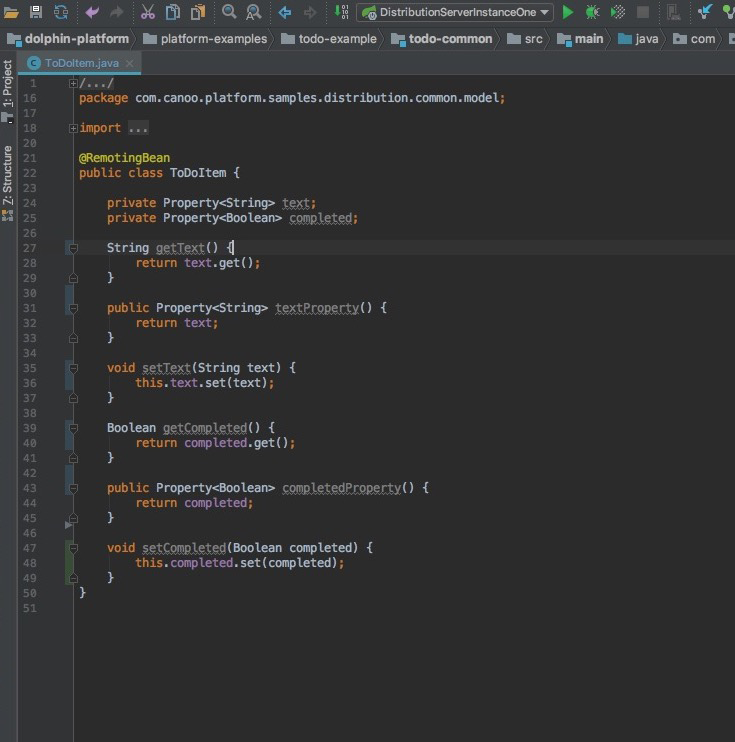 DistributionServerInstanceOne
dolphin-platform platform-examples todo-example todo-common src main java com
ToDoItem.java
1: Project
Z: Structure
1 /.../
16 package com.canoo.platform.samples.distribution.common.model;
17
18 import ...
20
21 @RemotingBean
22 public class ToDoItem {
23
24 private Property<String> text;
25 private Property<Boolean> completed;
26
27 String getText() {
28 return text.get();
29 }
30
31 public Property<String> textProperty() {
32 return text;
33 }
34
35 void setText(String text) {
36 this.text.set(text);
37 }
38
39 Boolean getCompleted() {
40 return completed.get();
41 }
42
43 public Property<Boolean> completedProperty() {
44 return completed;
45 }
46
47 void setCompleted(Boolean completed) {
48 this.completed.set(completed);
49 }
50 }
51